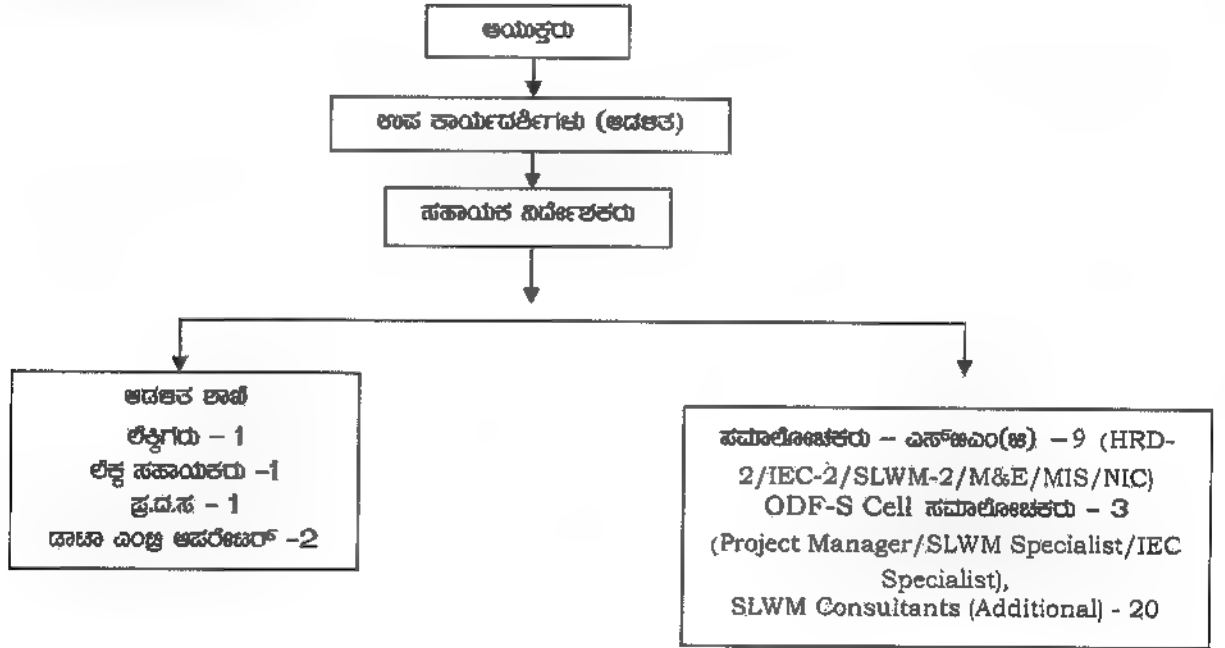 ಆಯುಕ್ತರು
ಉಪ ಕಾರ್ಯದರ್ಶಿಗಳು (ಆಡಳಿತ)
ಸಹಾಯಕ ನಿರ್ದೇಶಕರು
ಆಡಳಿತ ಶಾಖೆ
ಲೆಕ್ಕಿಗರು – 1
ಲೆಕ್ಕ ಸಹಾಯಕರು –1
ಪ್ರ.ದ.ಸ – 1
ಡಾಟಾ ಎಂಟ್ರಿ ಆಪರೇಟರ್ –2
ಸಮಾಲೋಚಕರು – ಎಸ್‌ಬಿಎಂ(ಜಿ) –9 (HRD-
2/IEC-2/SLWM-2/M&E/MIS/NIC)
ODF-S Cell ಸಮಾಲೋಚಕರು – 3
(Project Manager/SLWM Specialist/IEC
Specialist),
SLWM Consultants (Additional) - 20